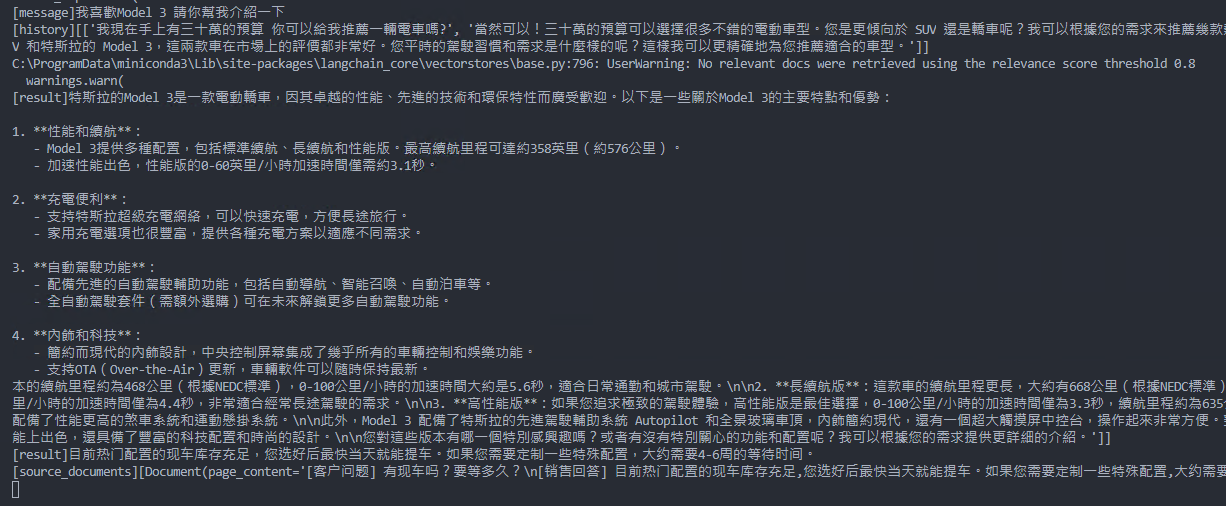 [message]我喜歡Model 3 請你幫我介紹一下
[history][['我現在手上有三十萬的預算 你可以給我推薦一輛電車嗎?', '當然可以！三十萬的預算可以選擇很多不錯的電動車型。您是更傾向於 SUV 還是轎車呢？我可以根據您的需求來推薦幾款
V 和特斯拉的 Model 3，這兩款車在市場上的評價都非常好。您平時的駕駛習慣和需求是什麼樣的呢？這樣我可以更精確地為您推薦適合的車型。']]
C:\ProgramData\miniconda3\Lib\site-packages\langchain_core\vectorstores\base.py:796: UserWarning: No relevant docs were retrieved using the relevance score threshold 0.8
  warnings.warn(
[result]特斯拉的Model 3是一款電動轎車，因其卓越的性能、先進的技術和環保特性而廣受歡迎。以下是一些關於Model 3的主要特點和優勢：
1. **性能和續航**：
   - Model 3提供多種配置，包括標準續航、長續航和性能版。最高續航里程可達約358英里（約576公里）。
   - 加速性能出色，性能版的0-60英里/小時加速時間僅需約3.1秒。
2. **充電便利**：
   - 支持特斯拉超級充電網絡，可以快速充電，方便長途旅行。
   - 家用充電選項也很豐富，提供各種充電方案以適應不同需求。
3. **自動駕駛功能**：
   - 配備先進的自動駕駛輔助功能，包括自動導航、智能召喚、自動泊車等。
   - 全自動駕駛套件（需額外選購）可在未來解鎖更多自動駕駛功能。
4. **內飾和科技**：
   - 簡約而現代的內飾設計，中央控制屏幕集成了幾乎所有的車輛控制和娛樂功能。
   - 支持OTA（Over-the-Air）更新，車輛軟件可以隨時保持最新。
本的續航里程約為468公里（根據NEDC標準），0-100公里/小時的加速時間大約是5.6秒，適合日常通勤和城市駕駛。\n\n2. **長續航版**：這款車的續航里程更長，大約有668公里（根據NEDC標準
里/小時的加速時間僅為4.4秒，非常適合經常長途駕駛的需求。\n\n3. **高性能版**：如果您追求極致的駕駛體驗，高性能版是最佳選擇，0-100公里/小時的加速時間僅為3.3秒，續航里程約為635
配備了性能更高的煞車系統和運動懸掛系統。\n\n此外，Model 3 配備了特斯拉的先進駕駛輔助系統 Autopilot 和全景玻璃車頂，內飾簡約現代，還有一個超大觸摸屏中控台，操作起來非常方便。
能上出色，還具備了豐富的科技配置和時尚的設計。\n\n您對這些版本有哪一個特別感興趣嗎？或者有沒有特別關心的功能和配置呢？我可以根據您的需求提供更詳細的介紹。']]
[result]目前热门配置的现车库存充足，您选好后最快当天就能提车。如果您需要定制一些特殊配置，大约需要4-6周的等待时间。
[source_documents][Document(page_content='[客户问题] 有现车吗？要等多久？\n[销售回答] 目前热门配置的现车库存充足,您选好后最快当天就能提车。如果您需要定制一些特殊配置,大约需要